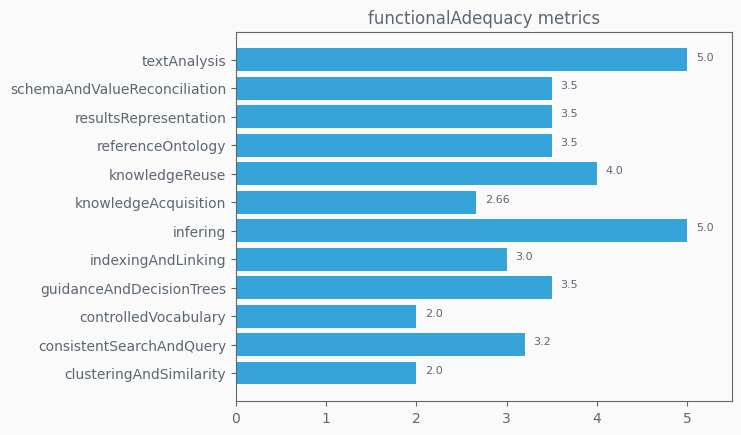 functionalAdequacy metrics
textAnalysis 5.0
schemaAndValueReconciliation 3.5
resultsRepresentation 3.5
referenceOntology 3.5
knowledgeReuse 4.0
knowledgeAcquisition 2.66
infering 5.0
indexingAndLinking 3.0
guidanceAndDecisionTrees 3.5
controlledVocabulary 2.0
consistentSearchAndQuery 3.2
clusteringAndSimilarity 2.0
0 1 2 3 4 5